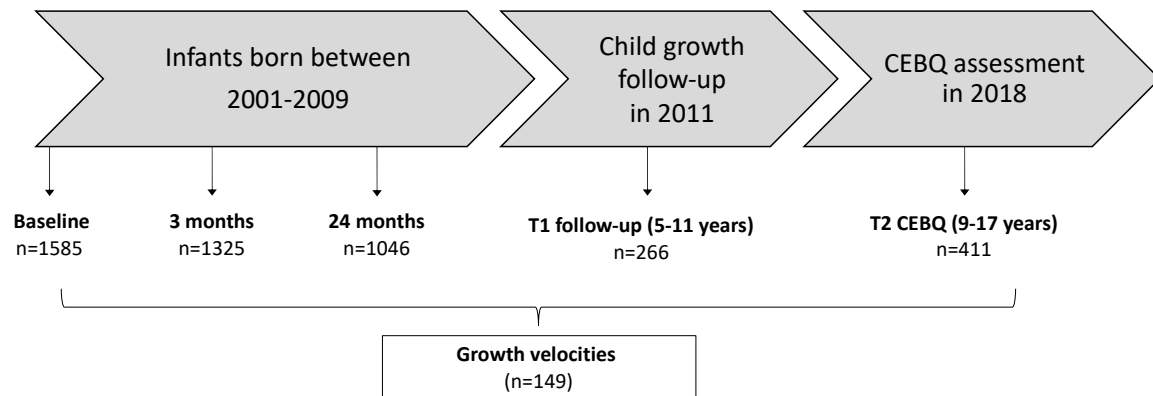 Infants born between
2001-2009
Child growth
follow-up
in 2011
CEBQ assessment
in 2018
Baseline
n=1585
3 months
n=1325
24 months
n=1046
T1 follow-up (5-11 years)
n=266
T2 CEBQ (9-17 years)
n=411
Growth velocities
(n=149)